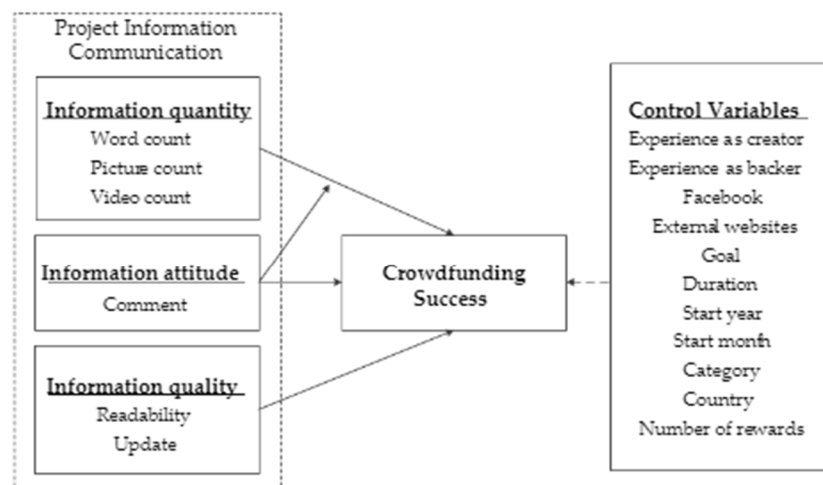 Project Information
Communication
Information quantity
Word count
Picture count
Video count
Information attitude
Comment
Information quality
Readability
Update
Crowdfunding
Success
Control Variables
Experience as creator
Experience as backer
Facebook
External websites
Goal
Duration
Start year
Start month
Category
Country
Number of rewards